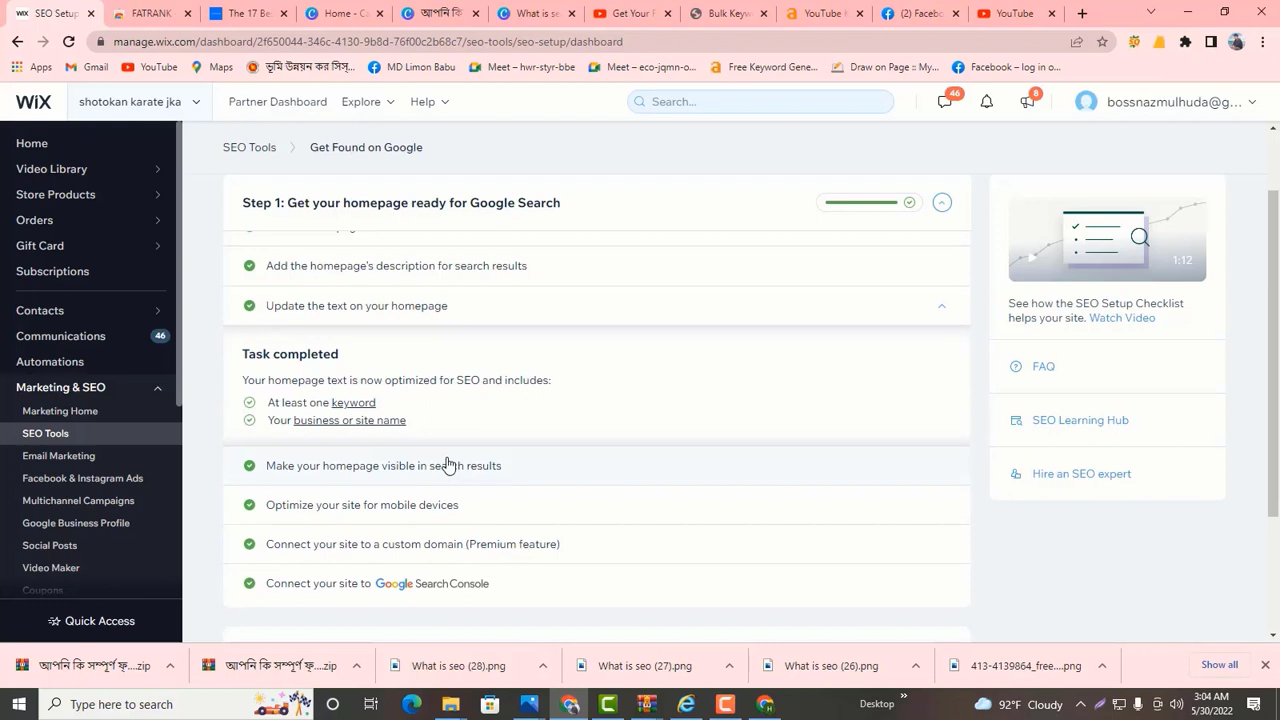 WIX SEO Setup
FATRANK
The 17 Best
Home - Ca
আপনি কি
What is se
Get Your
Bulk Keyw
YouTube K
(2) Facebo
YouTube
manage.wix.com/dashboard/2f650044-346c-4130-9b8d-76f00c2b68c7/seo-tools/seo-setup/dashboard
Apps
Gmail
YouTube
Maps
ভূমি উন্নয়ন কর সিস্...
MD Limon Babu
Meet – hwr-styr-bbe
Meet – eco-jqmn-o...
Free Keyword Gene...
Draw on Page :: My...
Facebook – log in o...
WiX
shotokan karate jka
Partner Dashboard
Explore
Help
Search...
46
8
bossnazmulhuda@g...
Home
Video Library
Store Products
Orders
Gift Card
Subscriptions
Contacts
Communications 46
Automations
Marketing & SEO
Marketing Home
SEO Tools
Email Marketing
Facebook & Instagram Ads
Multichannel Campaigns
Google Business Profile
Social Posts
Video Maker
Coupons
Quick Access
SEO Tools
Get Found on Google
Step 1: Get your homepage ready for Google Search
Add the homepage's description for search results
Update the text on your homepage
Task completed
Your homepage text is now optimized for SEO and includes:
At least one keyword
Your business or site name
Make your homepage visible in search results
Optimize your site for mobile devices
Connect your site to a custom domain (Premium feature)
Connect your site to Google Search Console
1:12
See how the SEO Setup Checklist
helps your site. Watch Video
FAQ
SEO Learning Hub
Hire an SEO expert
আপনি কি সম্পূর্ণ ফ্....zip
আপনি কি সম্পূর্ণ ফ্....zip
What is seo (28).png
What is seo (27).png
What is seo (26).png
413-4139864_free....png
Show all
Type here to search
Desktop
92°F Cloudy
3:04 AM
5/30/2022